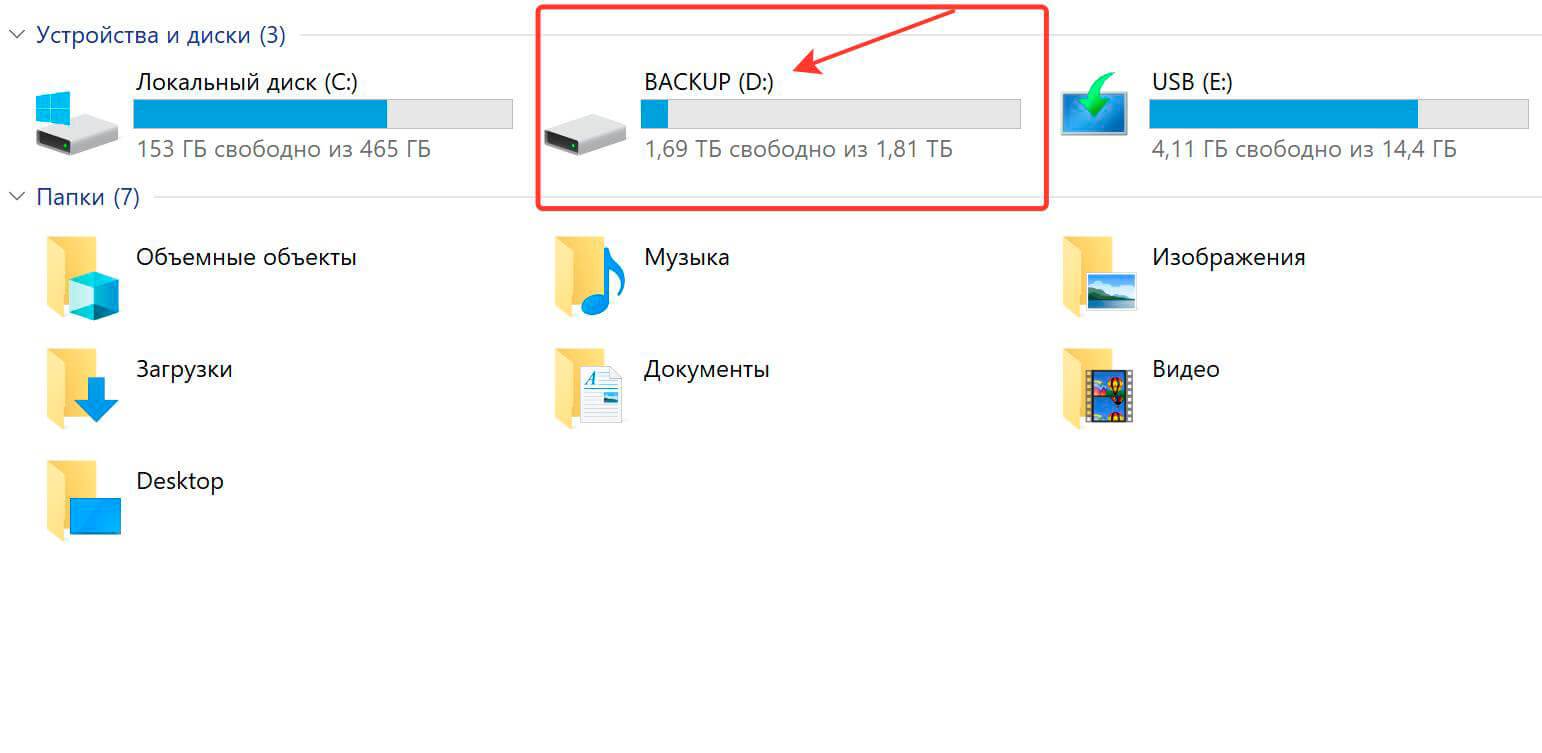 Устройства и диски (3)
Локальный диск (C:)
153 ГБ свободно из 465 ГБ
BACKUP (D:)
1,69 ТБ свободно из 1,81 ТБ
USB (E:)
4,11 ГБ свободно из 14,4 ГБ
Папки (7)
Объемные объекты
Музыка
Изображения
Загрузки
Документы
Видео
Desktop